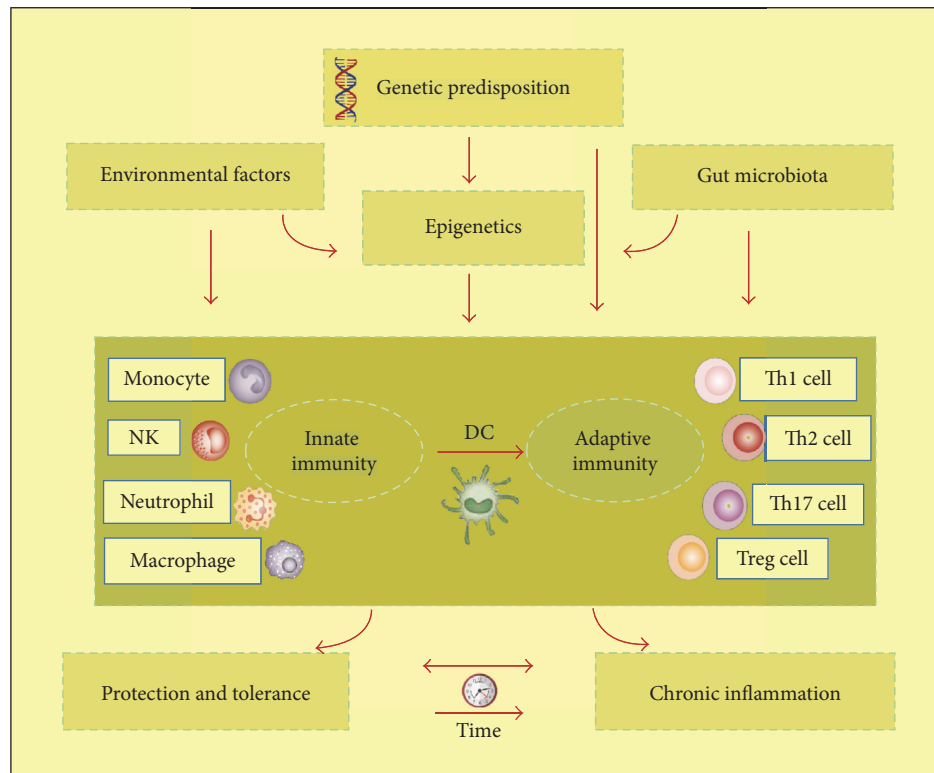 Genetic predisposition
Environmental factors
Gut microbiota
Epigenetics
Monocyte
NK
Neutrophil
Macrophage
Innate
immunity
DC
Adaptive
immunity
Th1 cell
Th2 cell
Th17 cell
Treg cell
Protection and tolerance
Time
Chronic inflammation